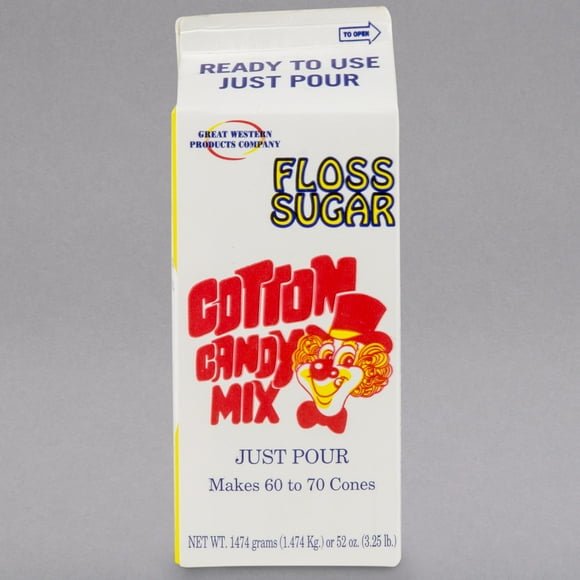 TO OPEN
READY TO USE
JUST POUR
GREAT WESTERN
PRODUCTS COMPANY
FLOSS
SUGAR
COTTON
CANDY
MIX
JUST POUR
Makes 60 to 70 Cones
NET WT. 1474 grams (1.474 Kg.) or 52 oz. (3.25 lb.)